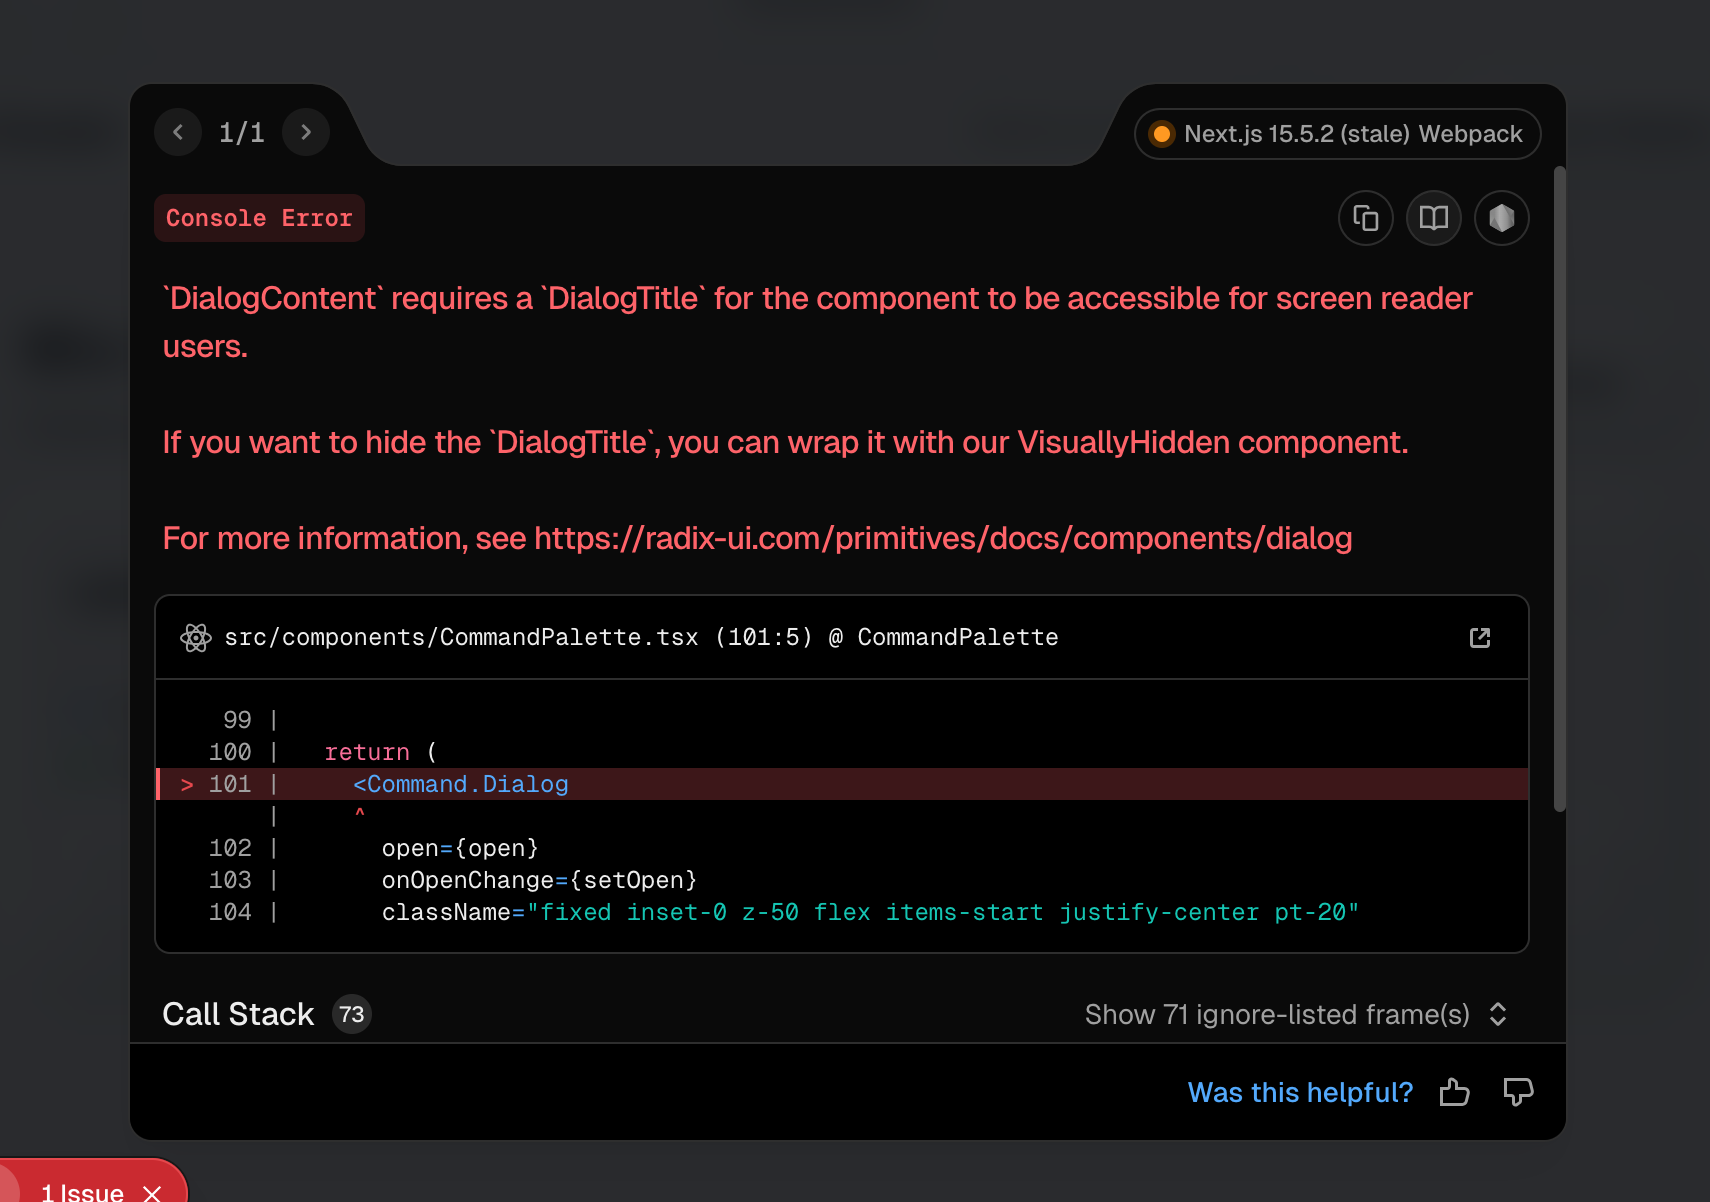 1/1
Next.js 15.5.2 (stale) Webpack
Console Error
`DialogContent` requires a `DialogTitle` for the component to be accessible for screen reader
users.
If you want to hide the `DialogTitle`, you can wrap it with our VisuallyHidden component.
For more information, see https://radix-ui.com/primitives/docs/components/dialog
src/components/CommandPalette.tsx (101:5) @ CommandPalette
99 |
100 |   return (
> 101 |     <Command.Dialog
|     ^
102 |       open={open}
103 |       onOpenChange={setOpen}
104 |       className="fixed inset-0 z-50 flex items-start justify-center pt-20"
Call Stack 73
Show 71 ignore-listed frame(s)
Was this helpful?
1 Issue